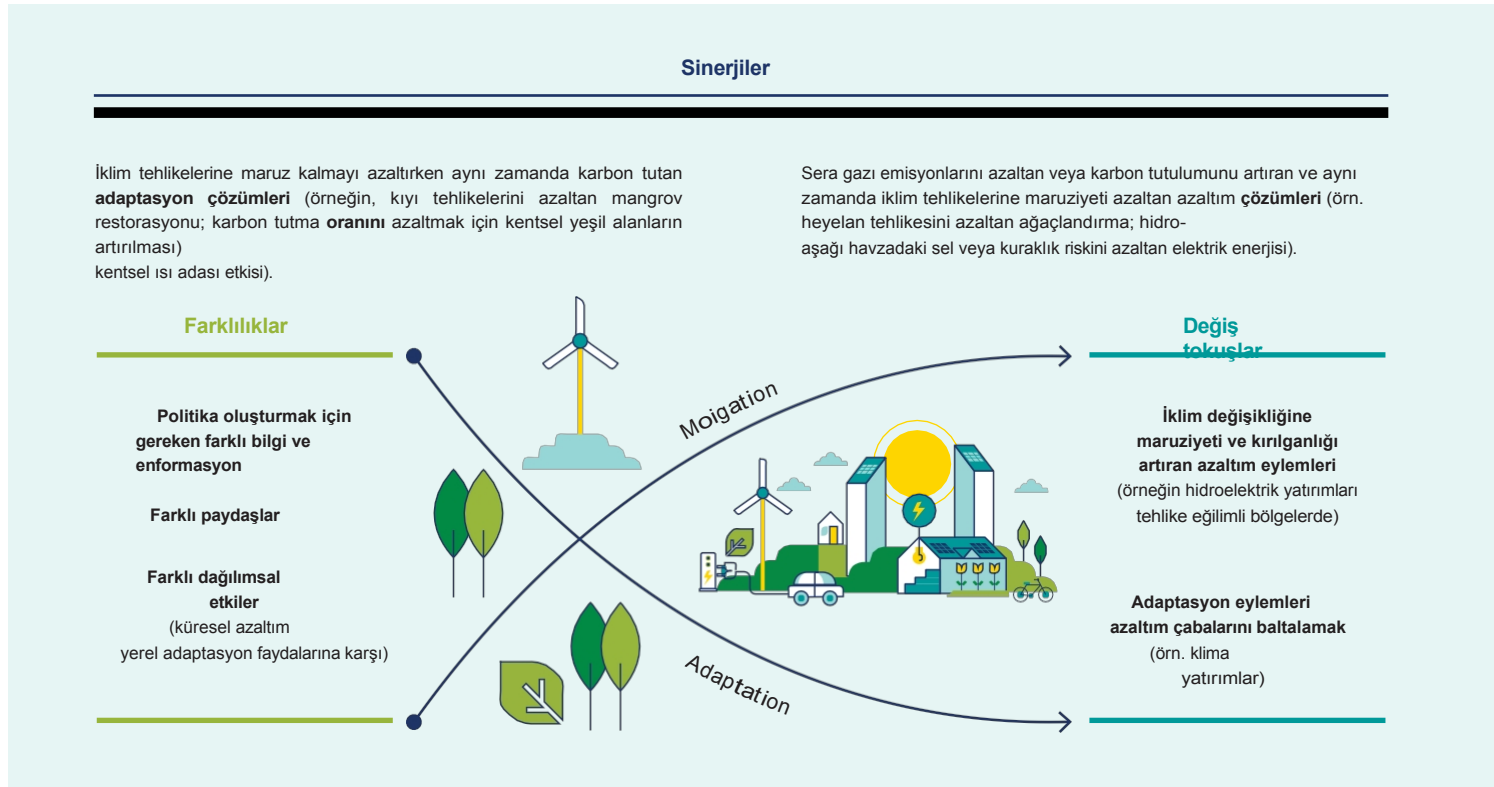 Sinerjiler
İklim tehlikelerine maruz kalmayı azaltırken aynı zamanda karbon tutan
adaptasyon çözümleri (örneğin, kıyı tehlikelerini azaltan mangrov
restorasyonu; karbon tutma oranını azaltmak için kentsel yeşil alanların
artırılması)
kentsel ısı adası etkisi).
Sera gazı emisyonlarını azaltan veya karbon tutulumunu artıran ve aynı
zamanda iklim tehlikelerine maruziyeti azaltan azaltım çözümleri (örn.
heyelan tehlikesini azaltan ağaçlandırma; hidro-
aşağı havzadaki sel veya kuraklık riskini azaltan elektrik enerjisi).
Farklılıklar
Politika oluşturmak için
gereken farklı bilgi ve
enformasyon
Farklı paydaşlar
Farklı dağılımsal
etkiler
(küresel azaltım
yerel adaptasyon faydalarına karşı)
Moigation
Adaptation
Değiş
tokuşlar
İklim değişikliğine
maruziyeti ve kırılganlığı
artıran azaltım eylemleri
(örneğin hidroelektrik yatırımları
tehlike eğilimli bölgelerde)
Adaptasyon eylemleri
azaltım çabalarını baltalamak
(örn. klima
yatırımlar)